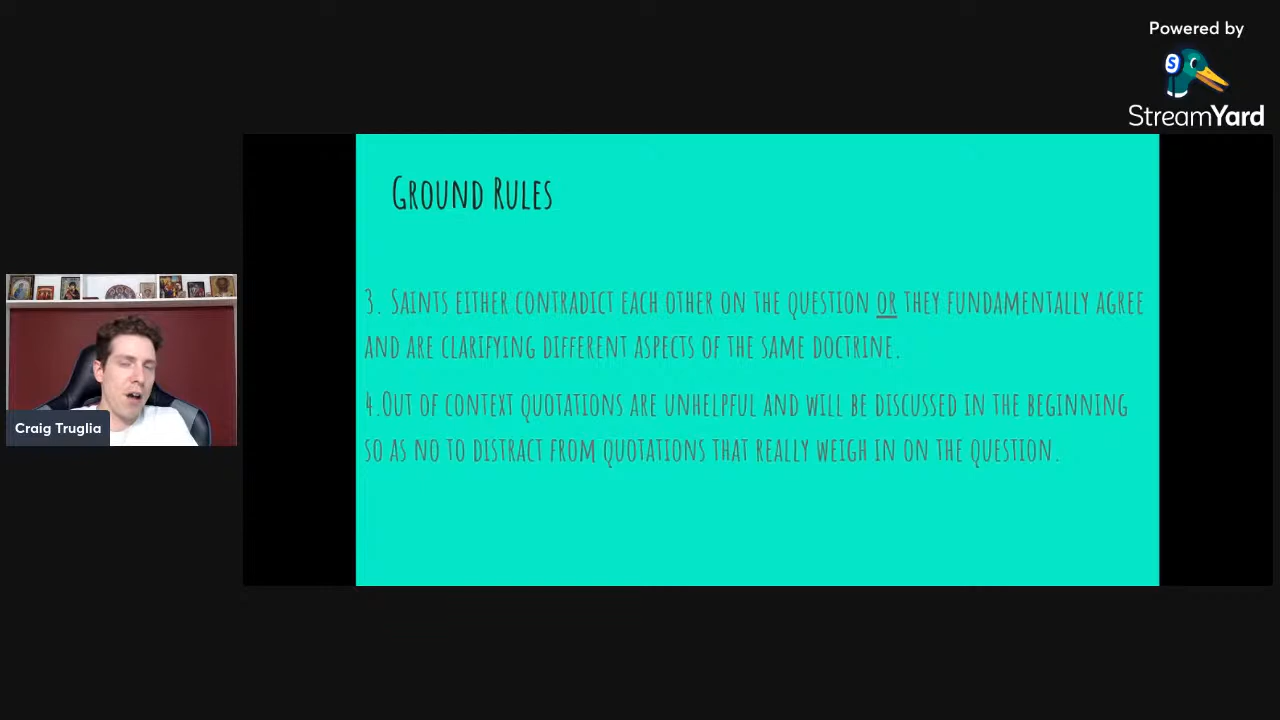 Powered by
StreamYard
Ground Rules
3. Saints either contradict each other on the question or they fundamentally agree
and are clarifying different aspects of the same doctrine.
4.Out of context quotations are unhelpful and will be discussed in the beginning
so as no to distract from quotations that really weigh in on the question.
Craig Truglia